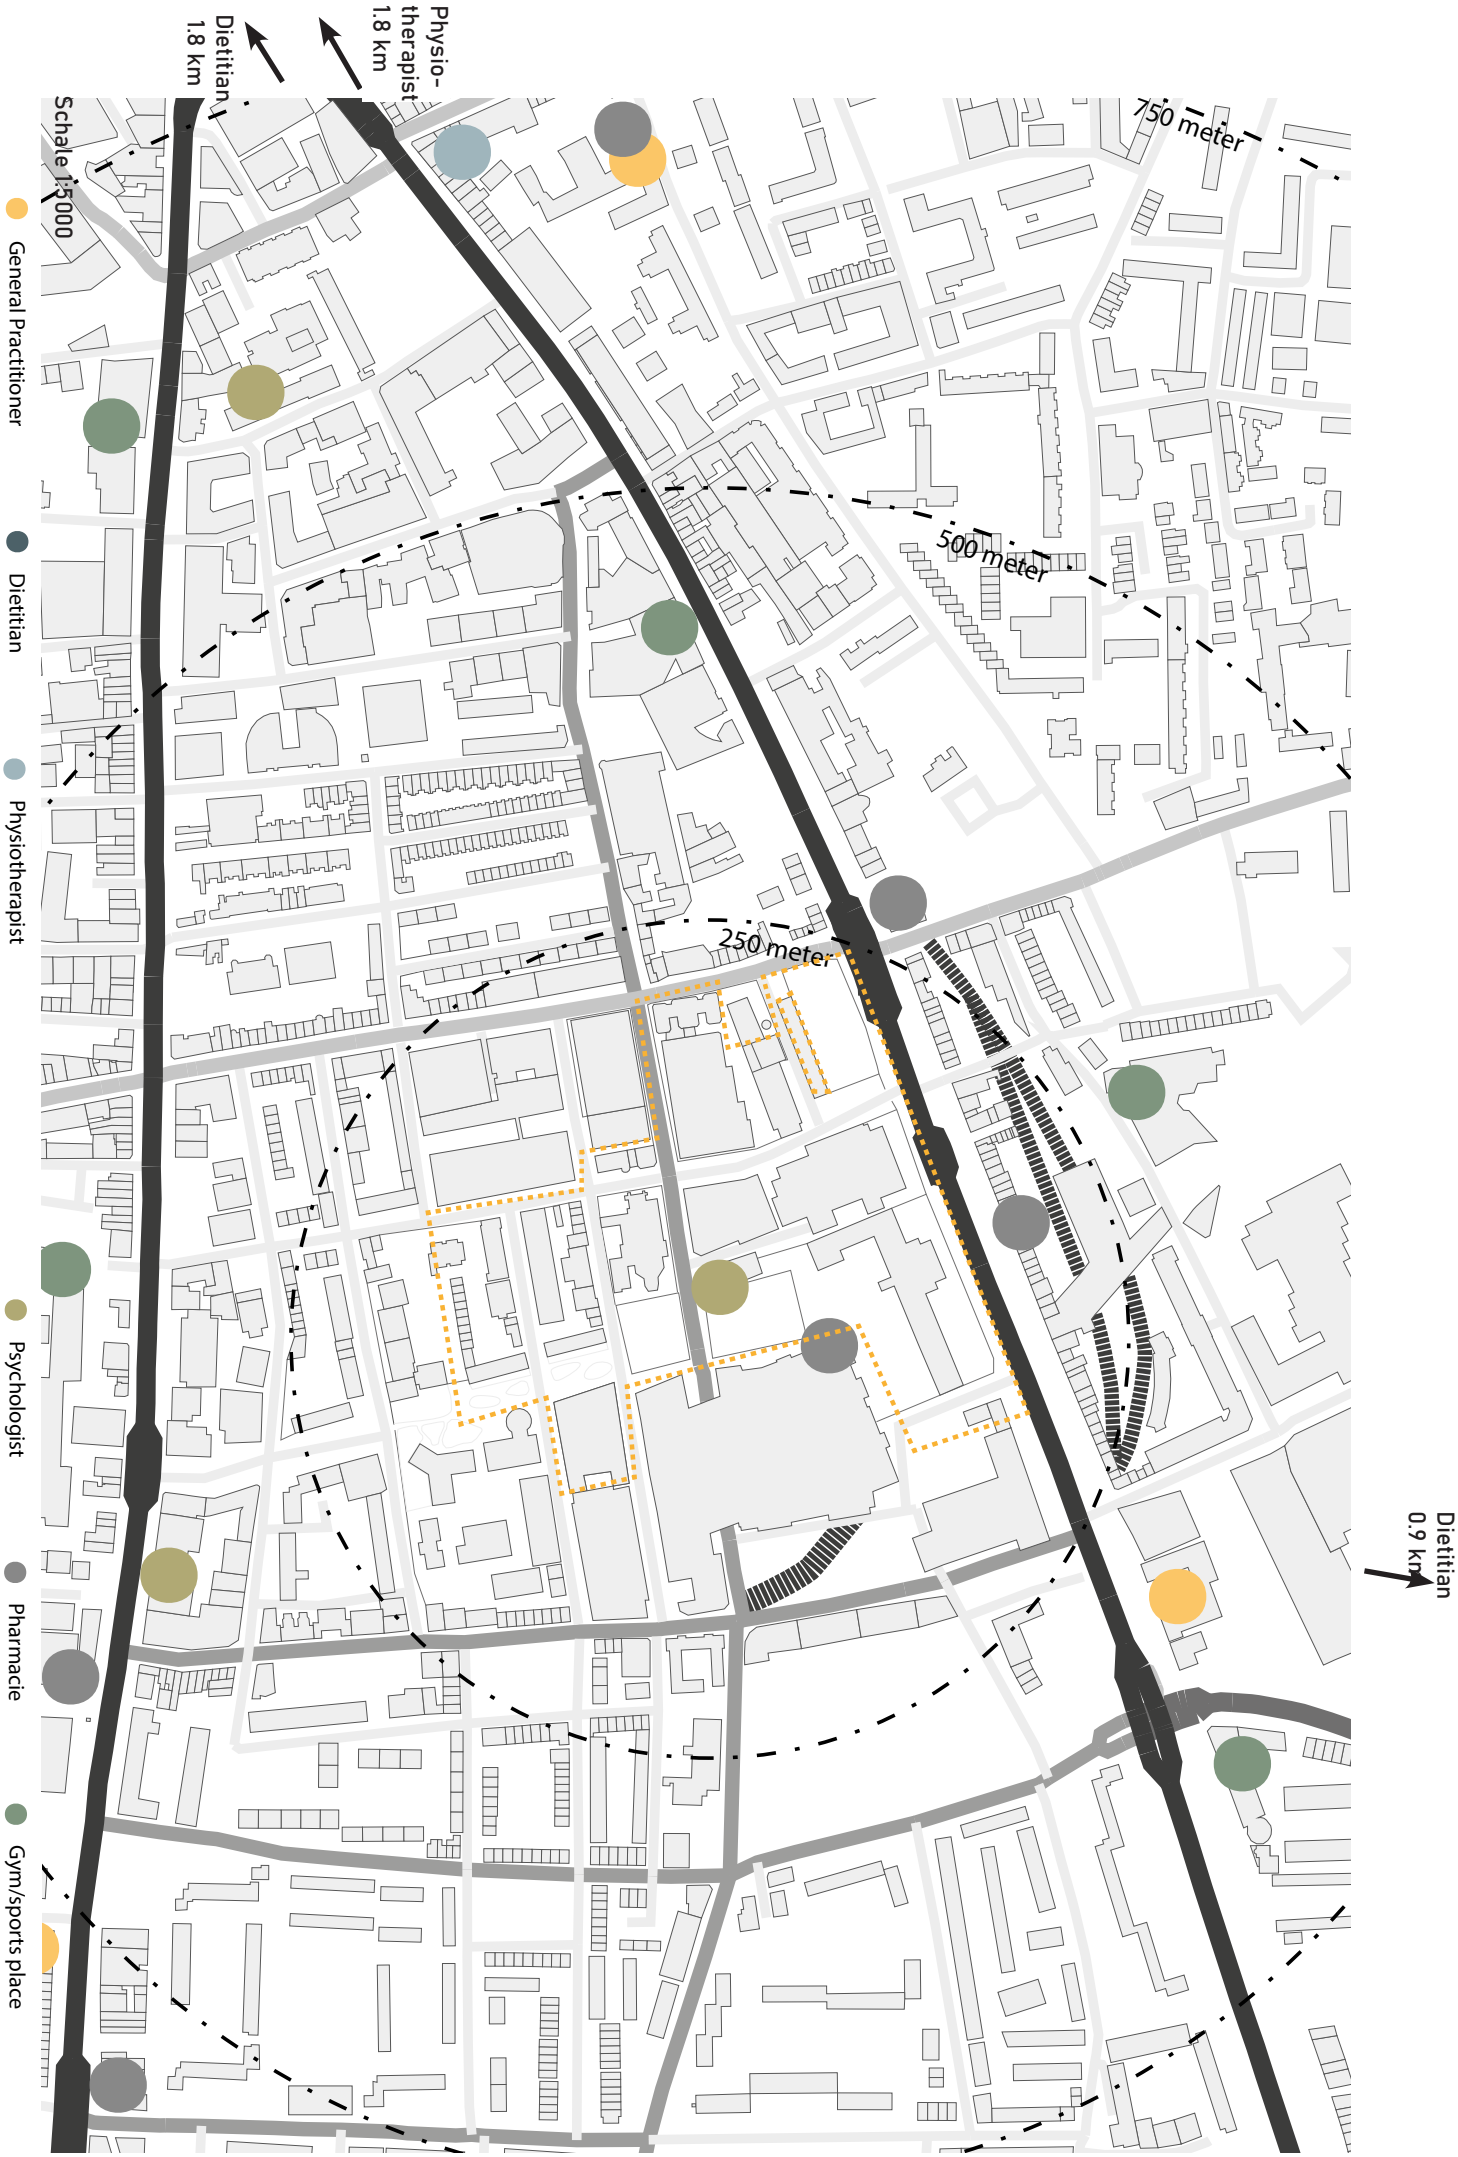 Dietitian
1.8 km
Physio-
therapist
1.8 km
750 meter
500 meter
250 meter
Dietitian
0.9 km
Schale 1:5000
General Practitioner
Dietitian
Physiotherapist
Psychologist
Pharmacie
Gym/sports place